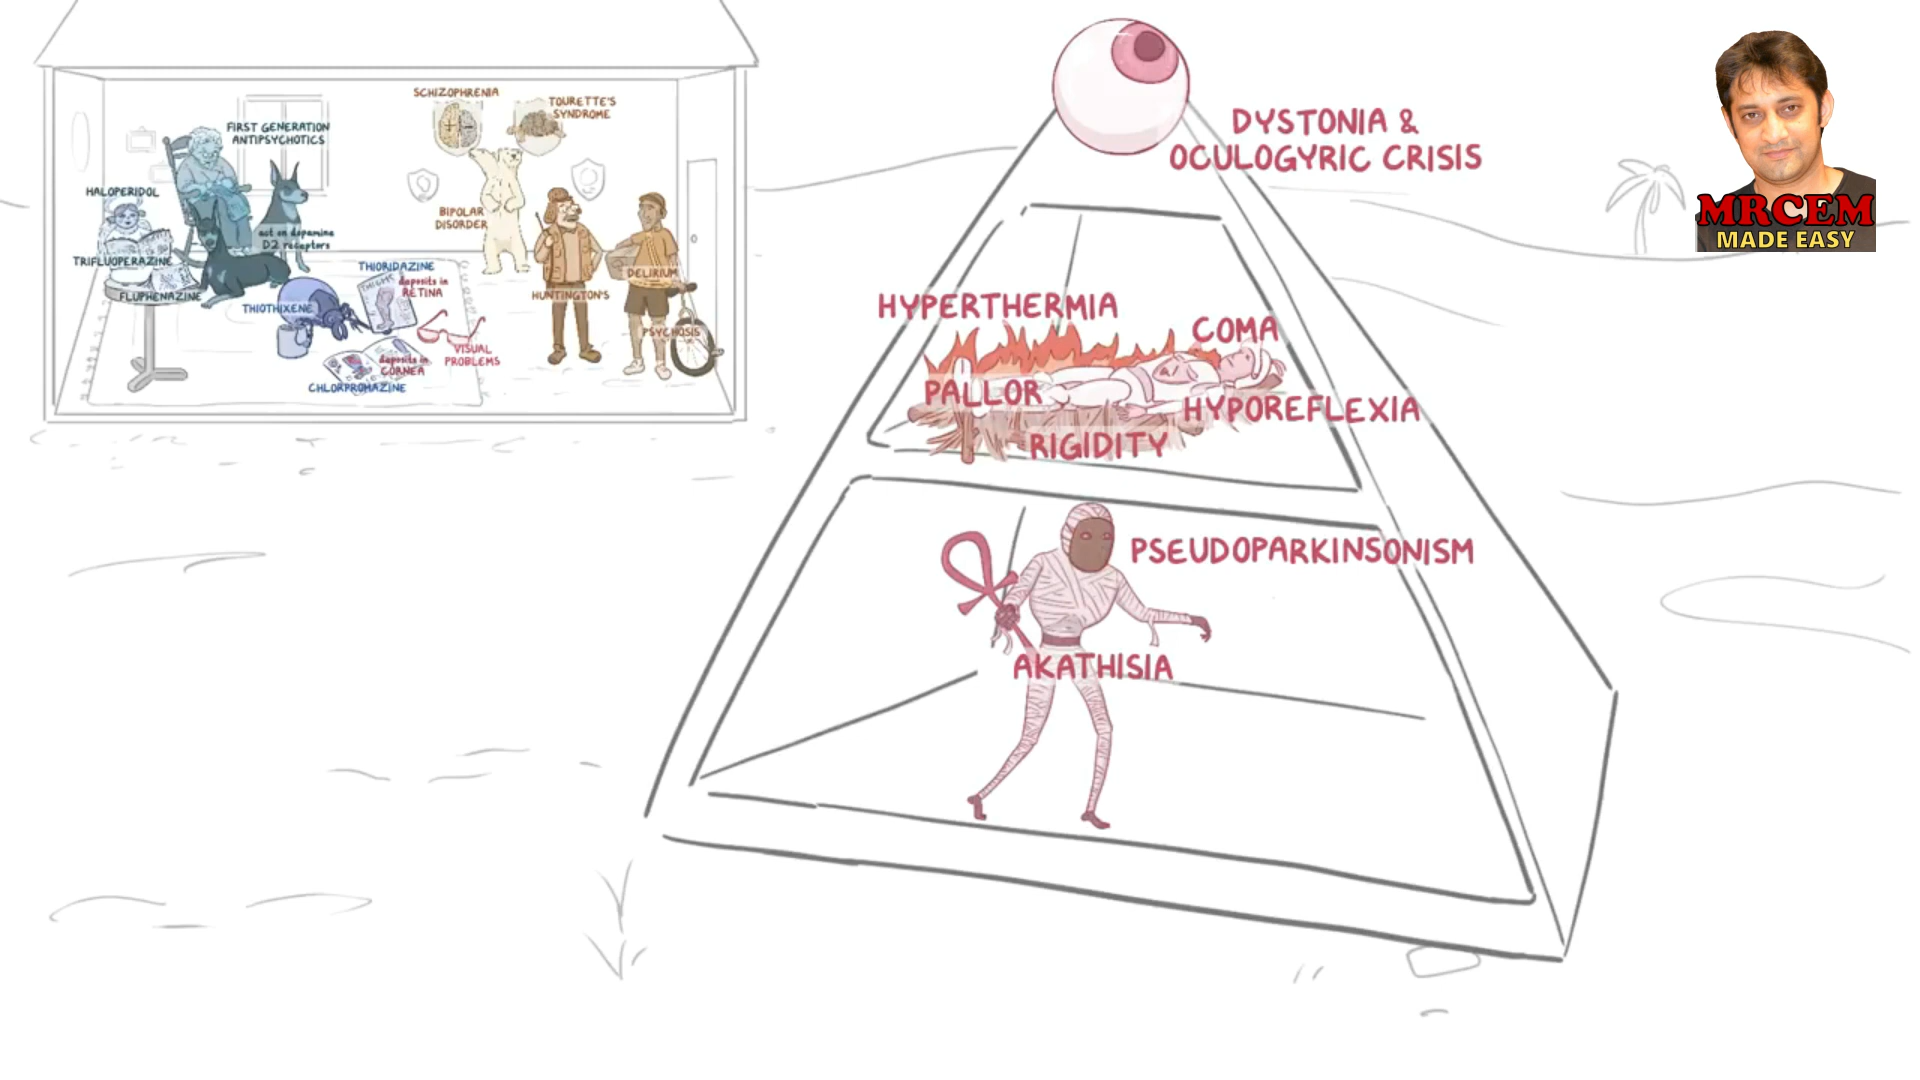 SCHIZOPHRENIA
TOURETTE'S
SYNDROME
FIRST GENERATION
ANTIPSYCHOTICS
HALOPERIDOL
BIPOLAR
DISORDER
act on dopamine
D2 receptors
TRIFLUOPERAZINE
THIORIDAZINE
THIGHS
deposits in
RETINA
DELIRIUM
FLUPHENAZINE
HUNTINGTON'S
THIOTHIXENE
PSYCHOSIS
VISUAL
PROBLEMS
deposits in
CORNEA
CHLORPROMAZINE
DYSTONIA &
OCULOGYRIC CRISIS
HYPERTHERMIA
COMA
PALLOR
HYPOREFLEXIA
RIGIDITY
PSEUDOPARKINSONISM
AKATHISIA
MRCEM
MADE EASY